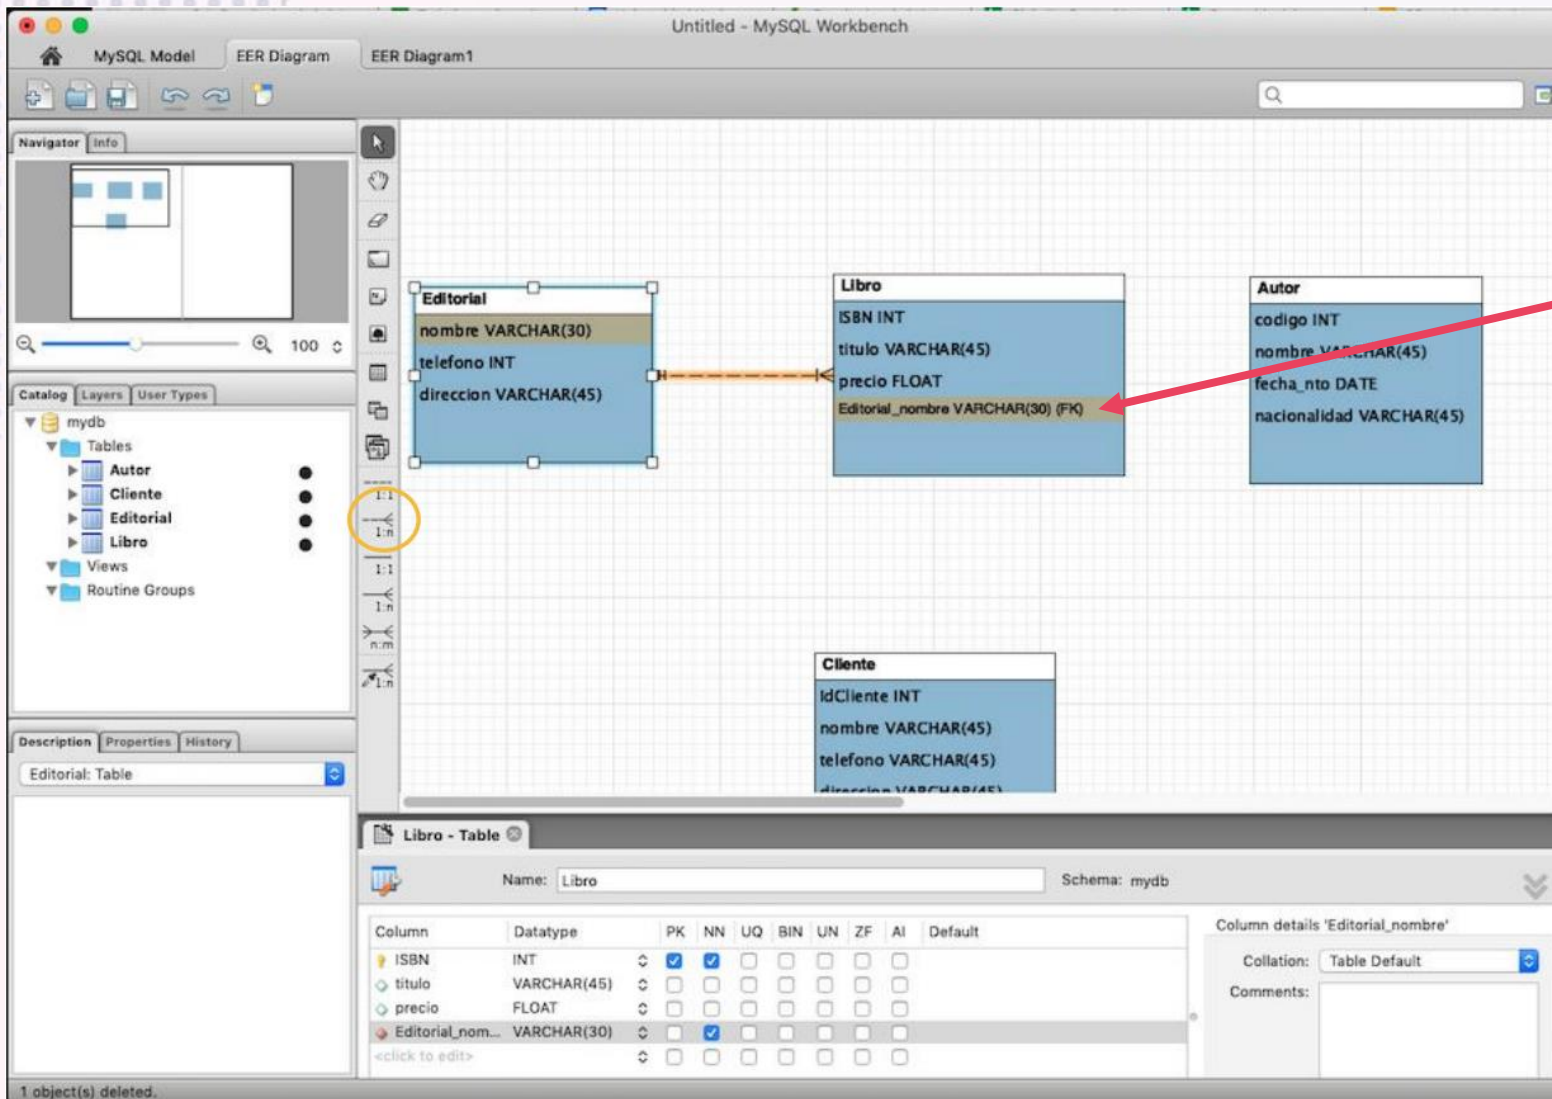 Untitled - MySQL Workbench
MySQL Model
EER Diagram
EER Diagram1
Navigator
Info
100
Catalog
Layers
User Types
mydb
Tables
Autor
Cliente
Editorial
Libro
Views
Routine Groups
Description
Properties
History
Editorial: Table
1 object(s) deleted.
1:1
1:n
1:1
1:n
n:m
1:n
Editorial
nombre VARCHAR(30)
telefono INT
direccion VARCHAR(45)
Libro
ISBN INT
titulo VARCHAR(45)
precio FLOAT
Editorial_nombre VARCHAR(30) (FK)
Autor
codigo INT
nombre VARCHAR(45)
fecha_nto DATE
nacionalidad VARCHAR(45)
Cliente
IdCliente INT
nombre VARCHAR(45)
telefono VARCHAR(45)
direccion VARCHAR(45)
Libro - Table
Name: Libro
Schema: mydb
Column Datatype PK NN UQ BIN UN ZF AI Default
ISBN INT
titulo VARCHAR(45)
precio FLOAT
Editorial_nom... VARCHAR(30)
<click to edit>
Column details 'Editorial_nombre'
Collation: Table Default
Comments: